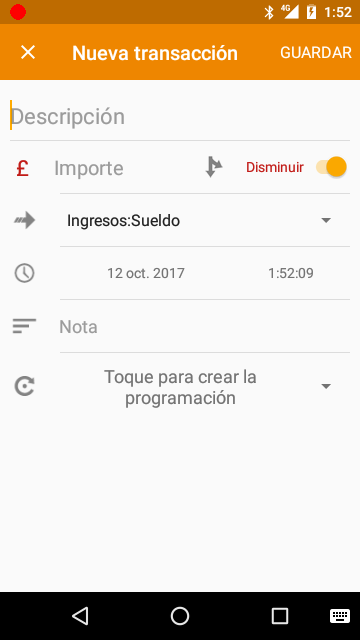 4G
1:52
Nueva transacción
GUARDAR
Descripción
£
Importe
Disminuir
Ingresos:Sueldo
12 oct. 2017
1:52:09
Nota
Toque para crear la
programación